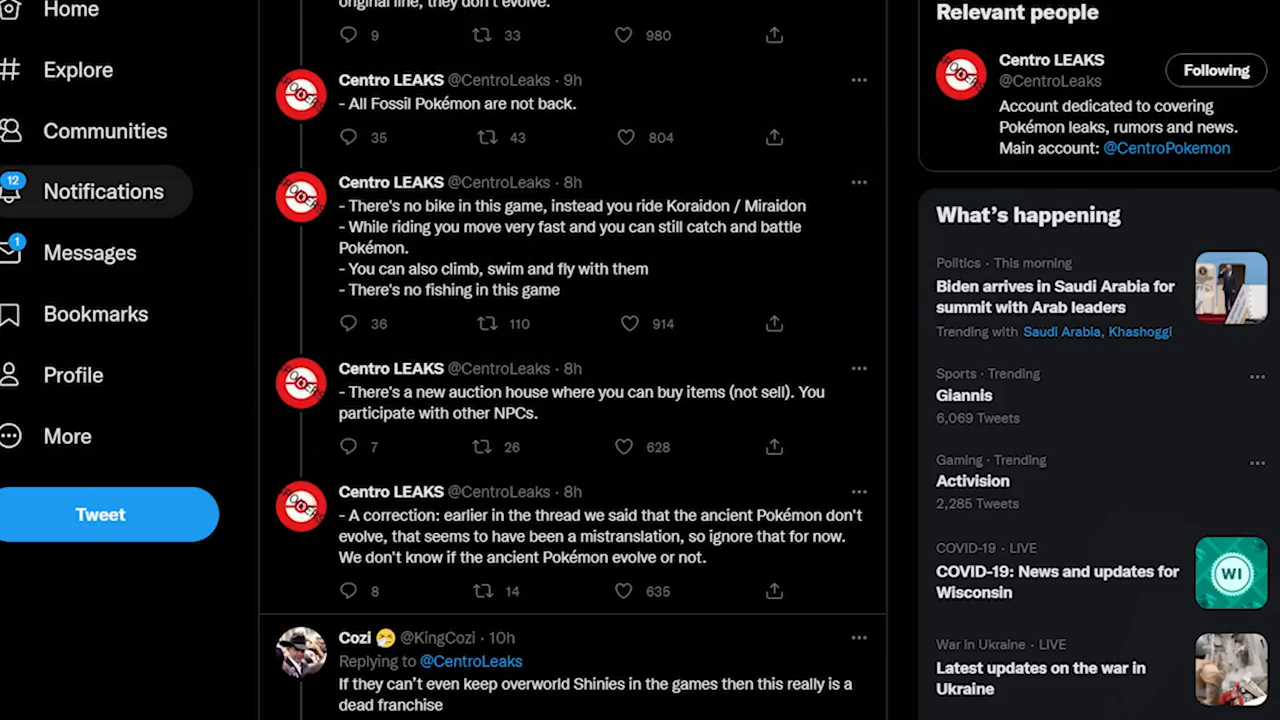 Home
Explore
Communities
12
Notifications
1
Messages
Bookmarks
Profile
More
Tweet
original line, they don't evolve.
9 33 980
Centro LEAKS @CentroLeaks · 9h
- All Fossil Pokémon are not back.
35 43 804
Centro LEAKS @CentroLeaks · 8h
- There's no bike in this game, instead you ride Koraidon / Miraidon
- While riding you move very fast and you can still catch and battle
Pokémon.
- You can also climb, swim and fly with them
- There's no fishing in this game
36 110 914
Centro LEAKS @CentroLeaks · 8h
- There's a new auction house where you can buy items (not sell). You
participate with other NPCs.
7 26 628
Centro LEAKS @CentroLeaks · 8h
- A correction: earlier in the thread we said that the ancient Pokémon don't
evolve, that seems to have been a mistranslation, so ignore that for now.
We don't know if the ancient Pokémon evolve or not.
8 14 635
Cozi 🤧 @KingCozi · 10h
Replying to @CentroLeaks
If they can't even keep overworld Shinies in the games then this really is a
dead franchise
Relevant people
Centro LEAKS
@CentroLeaks
Following
Account dedicated to covering
Pokémon leaks, rumors and news.
Main account: @CentroPokemon
What's happening
Politics · This morning
Biden arrives in Saudi Arabia for
summit with Arab leaders
Trending with Saudi Arabia, Khashoggi
Sports · Trending
Giannis
6,069 Tweets
Gaming · Trending
Activision
2,285 Tweets
COVID-19 · LIVE
COVID-19: News and updates for
Wisconsin
WI
War in Ukraine · LIVE
Latest updates on the war in
Ukraine